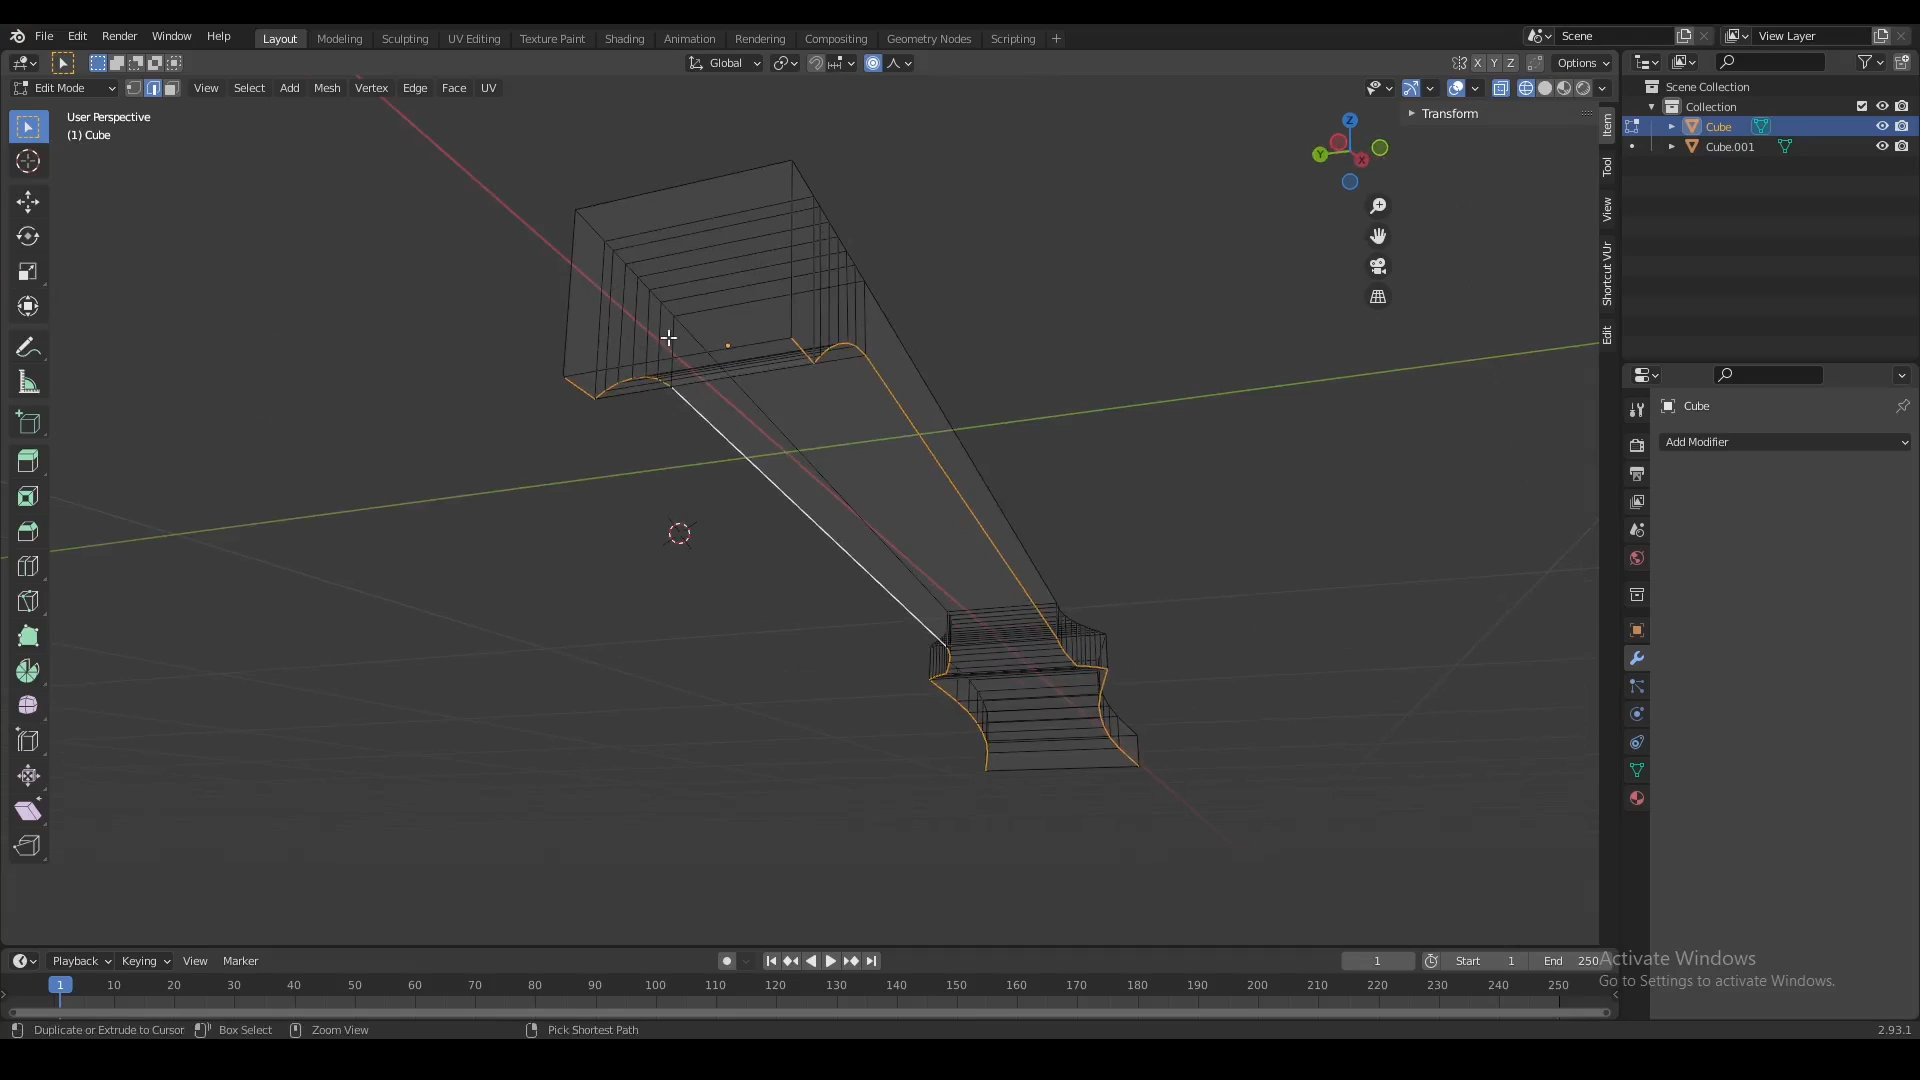 File Edit Render Window Help Layout Modeling Sculpting UV Editing Texture Paint Shading Animation Rendering Compositing Geometry Nodes Scripting + Scene View Layer
Global X Y Z Options
Edit Mode View Select Add Mesh Vertex Edge Face UV
User Perspective
(1) Cube
Transform
Z
Y
X
Item
Tool
View
Shortcut VUr
Edit
Scene Collection
Collection
Cube
Cube.001
Cube
Add Modifier
Playback Keying View Marker 1 Start 1 End 250
1 10 20 30 40 50 60 70 80 90 100 110 120 130 140 150 160 170 180 190 200 210 220 230 240 250
Activate Windows
Go to Settings to activate Windows.
Duplicate or Extrude to Cursor Box Select Zoom View Pick Shortest Path 2.93.1